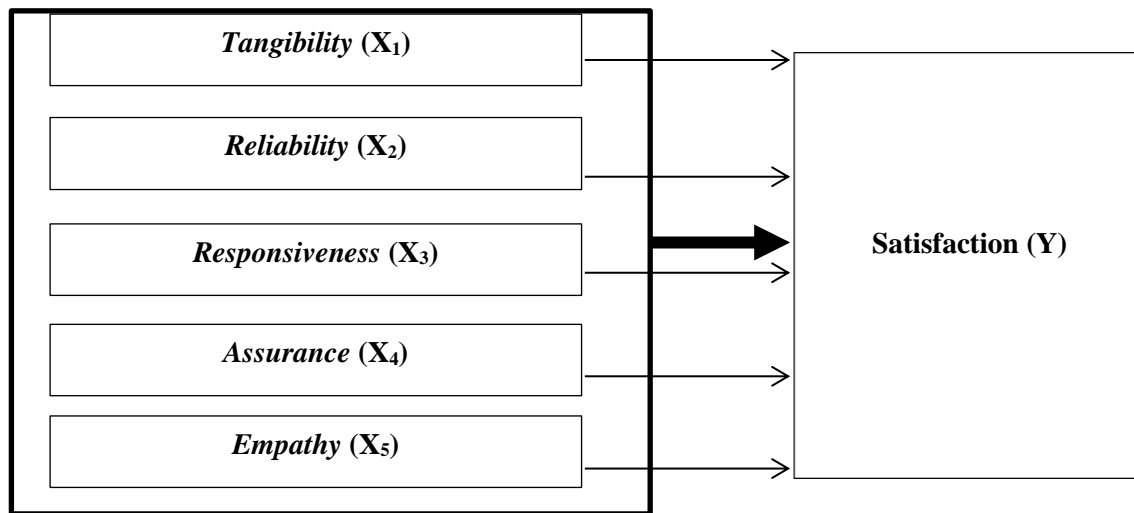 Tangibility (X₁)
Reliability (X₂)
Responsiveness (X₃)
Satisfaction (Y)
Assurance (X₄)
Empathy (X₅)